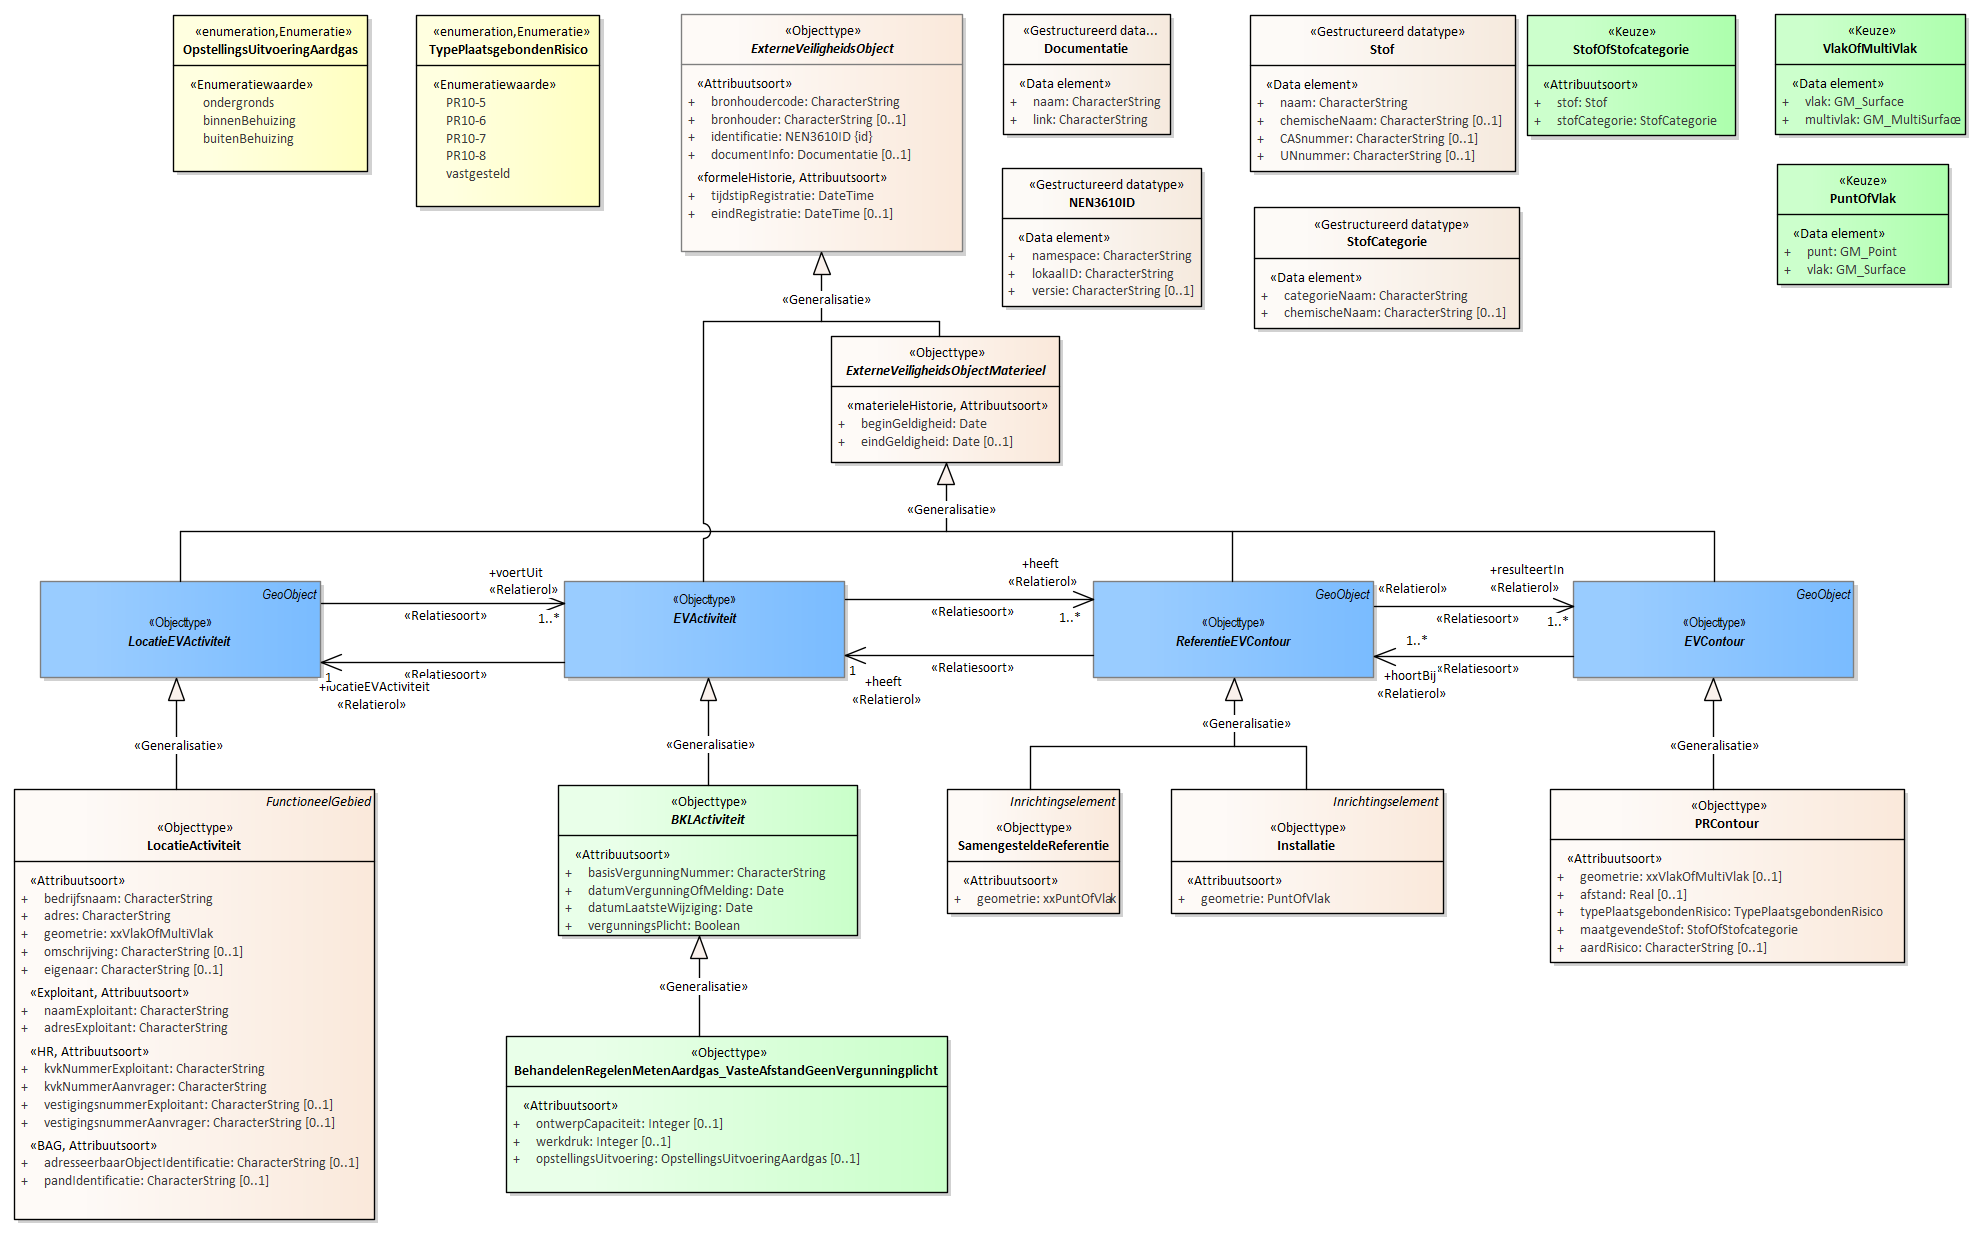 «enumeration,Enumeratie»
OpstellingsUitvoeringAardgas
«Enumeratiewaarde»
ondergronds
binnenBehuizing
buitenBehuizing
«enumeration,Enumeratie»
TypePlaatsgebondenRisico
«Enumeratiewaarde»
PR10-5
PR10-6
PR10-7
PR10-8
vastgesteld
«Objecttype»
ExterneVeiligheidsObject
«Attribuutsoort»
+ bronhoudercode: CharacterString
+ bronhouder: CharacterString [0..1]
+ identificatie: NEN3610ID {id}
+ documentInfo: Documentatie [0..1]
«formeleHistorie, Attribuutsoort»
+ tijdstipRegistratie: DateTime
+ eindRegistratie: DateTime [0..1]
«Gestructureerd data...
Documentatie
«Data element»
+ naam: CharacterString
+ link: CharacterString
«Gestructureerd datatype»
NEN3610ID
«Data element»
+ namespace: CharacterString
+ lokaalID: CharacterString
+ versie: CharacterString [0..1]
«Gestructureerd datatype»
Stof
«Data element»
+ naam: CharacterString
+ chemischeNaam: CharacterString [0..1]
+ CASnummer: CharacterString [0..1]
+ UNnummer: CharacterString [0..1]
«Gestructureerd datatype»
StofCategorie
«Data element»
+ categorieNaam: CharacterString
+ chemischeNaam: CharacterString [0..1]
«Keuze»
StofOfStofcategorie
«Attribuutsoort»
+ stof: Stof
+ stofCategorie: StofCategorie
«Keuze»
VlakOfMultiVlak
«Data element»
+ vlak: GM_Surface
+ multivlak: GM_MultiSurface
«Keuze»
PuntOfVlak
«Data element»
+ punt: GM_Point
+ vlak: GM_Surface
«Generalisatie»
«Objecttype»
ExterneVeiligheidsObjectMaterieel
«materieleHistorie, Attribuutsoort»
+ beginGeldigheid: Date
+ eindGeldigheid: Date [0..1]
«Generalisatie»
GeoObject
«Objecttype»
LocatieEVActiviteit
+voertUit
«Relatierol»
«Relatiesoort»
1..*
«Relatiesoort»
1
+locatieEVActiviteit
«Relatierol»
«Objecttype»
EVActiviteit
+heeft
«Relatierol»
«Relatiesoort»
1..*
«Relatiesoort»
1
+heeft
«Relatierol»
GeoObject
«Objecttype»
ReferentieEVContour
«Relatierol»
+resulteertIn
«Relatierol»
«Relatiesoort»
1..*
1..*
«Relatiesoort»
+hoortBij
«Relatierol»
GeoObject
«Objecttype»
EVContour
«Generalisatie»
«Generalisatie»
«Generalisatie»
«Generalisatie»
FunctioneelGebied
«Objecttype»
LocatieActiviteit
«Attribuutsoort»
+ bedrijfsnaam: CharacterString
+ adres: CharacterString
+ geometrie: xxVlakOfMultiVlak
+ omschrijving: CharacterString [0..1]
+ eigenaar: CharacterString [0..1]
«Exploitant, Attribuutsoort»
+ naamExploitant: CharacterString
+ adresExploitant: CharacterString
«HR, Attribuutsoort»
+ kvkNummerExploitant: CharacterString
+ kvkNummerAanvrager: CharacterString
+ vestigingsnummerExploitant: CharacterString [0..1]
+ vestigingsnummerAanvrager: CharacterString [0..1]
«BAG, Attribuutsoort»
+ adresseerbaarObjectIdentificatie: CharacterString [0..1]
+ pandIdentificatie: CharacterString [0..1]
«Objecttype»
BKLActiviteit
«Attribuutsoort»
+ basisVergunningNummer: CharacterString
+ datumVergunningOfMelding: Date
+ datumLaatsteWijziging: Date
+ vergunningsPlicht: Boolean
«Generalisatie»
«Objecttype»
BehandelenRegelenMetenAardgas_VasteAfstandGeenVergunningplicht
«Attribuutsoort»
+ ontwerpCapaciteit: Integer [0..1]
+ werkdruk: Integer [0..1]
+ opstellingsUitvoering: OpstellingsUitvoeringAardgas [0..1]
Inrichtingselement
«Objecttype»
SamengesteldeReferentie
«Attribuutsoort»
+ geometrie: xxPuntOfVlak
Inrichtingselement
«Objecttype»
Installatie
«Attribuutsoort»
+ geometrie: PuntOfVlak
«Objecttype»
PRContour
«Attribuutsoort»
+ geometrie: xxVlakOfMultiVlak [0..1]
+ afstand: Real [0..1]
+ typePlaatsgebondenRisico: TypePlaatsgebondenRisico
+ maatgevendeStof: StofOfStofcategorie
+ aardRisico: CharacterString [0..1]